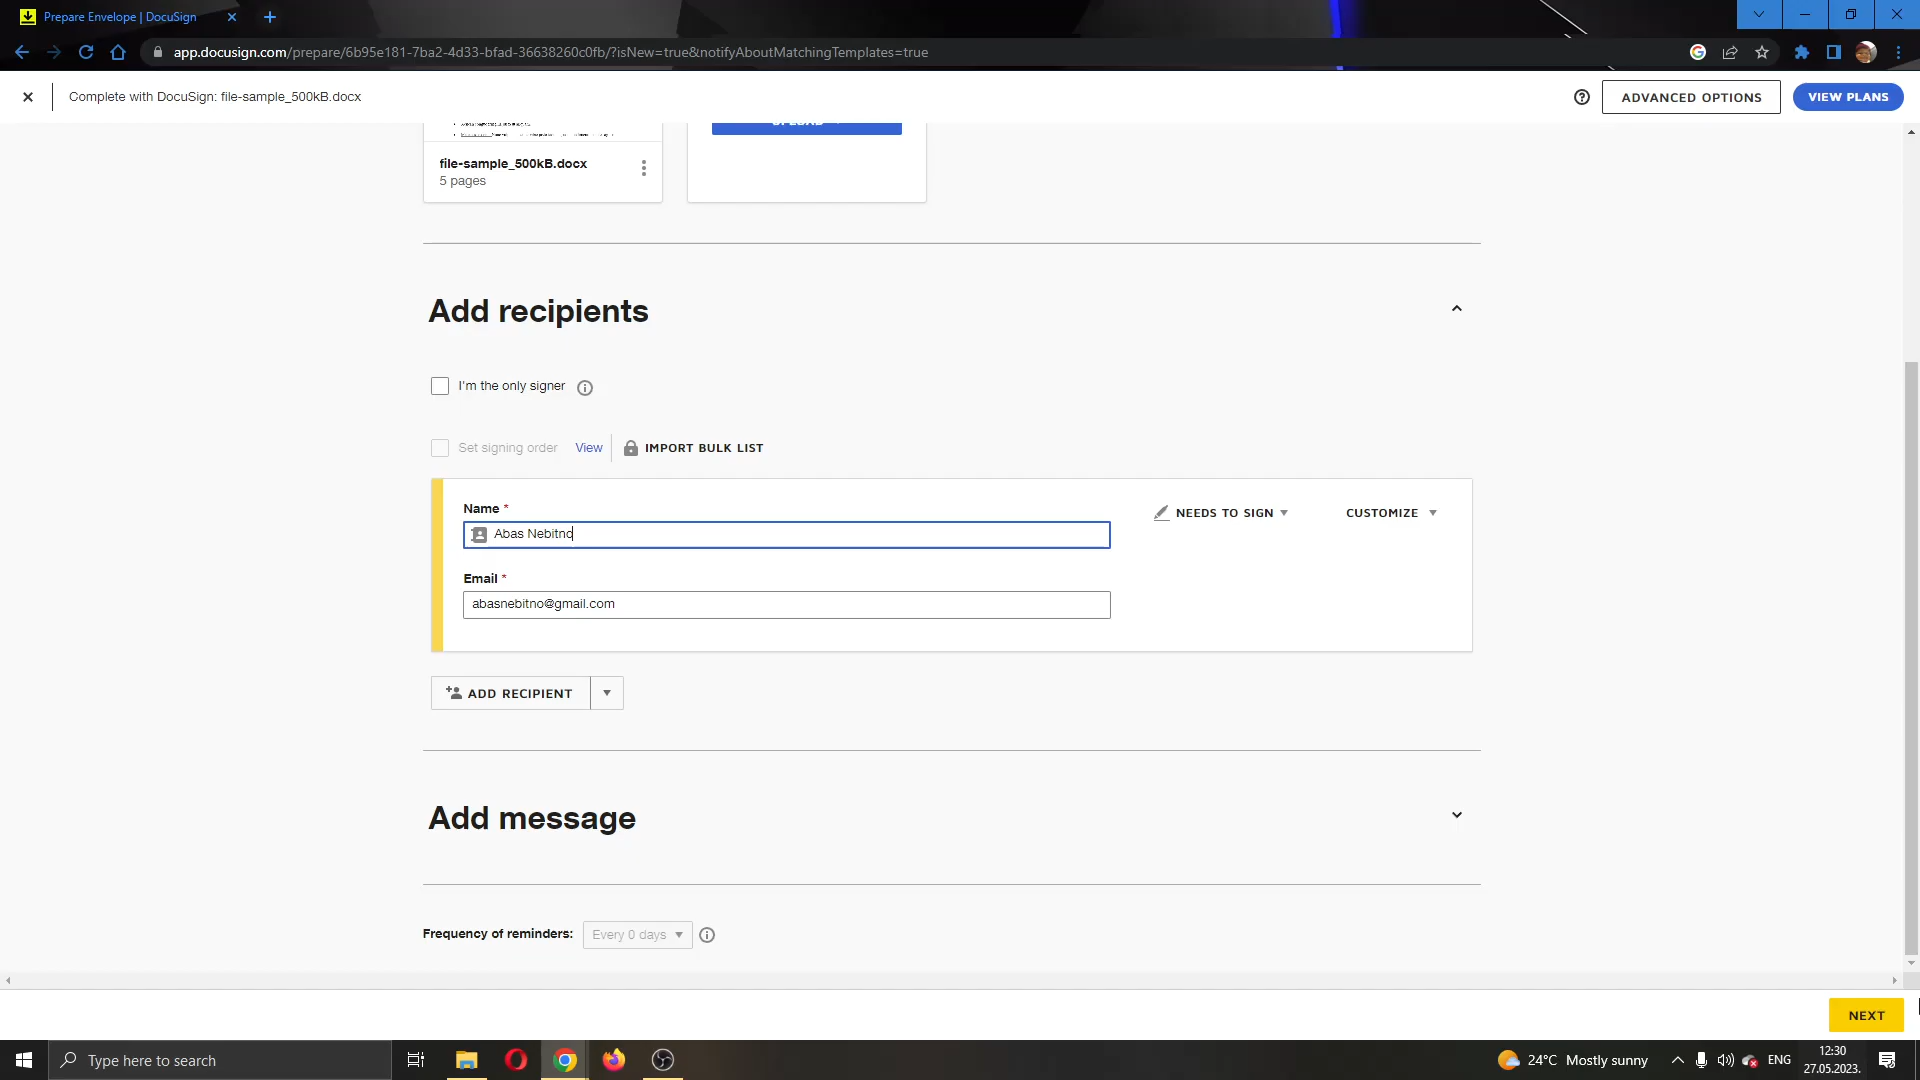 Prepare Envelope | DocuSign
app.docusign.com/prepare/6b95e181-7ba2-4d33-bfad-36638260c0fb/?isNew=true&notifyAboutMatchingTemplates=true
Complete with DocuSign: file-sample_500kB.docx
ADVANCED OPTIONS
VIEW PLANS
file-sample_500kB.docx
5 pages
Add recipients
I'm the only signer
Set signing order View IMPORT BULK LIST
Name *
NEEDS TO SIGN
CUSTOMIZE
Abas Nebitno
Email *
abasnebitno@gmail.com
ADD RECIPIENT
Add message
Frequency of reminders: Every 0 days
NEXT
Type here to search
24°C Mostly sunny
ENG
12:30
27.05.2023.